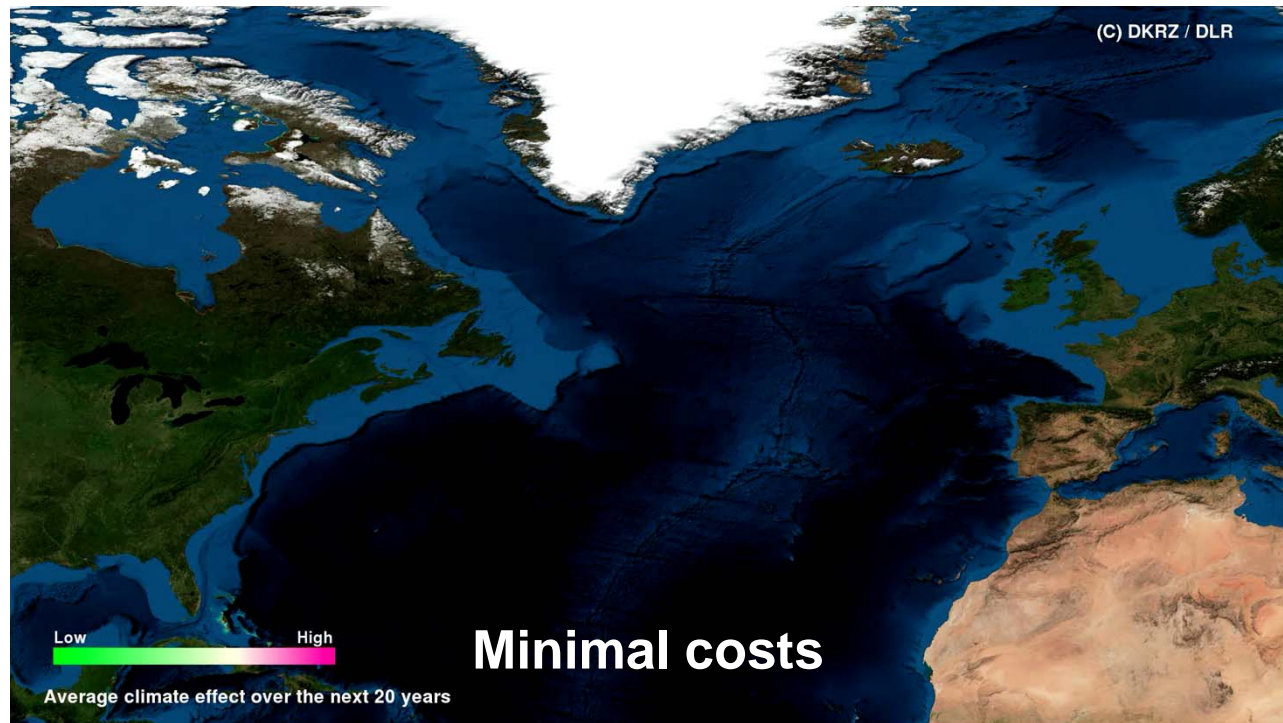 (C) DKRZ / DLR
Low High
Minimal costs
Average climate effect over the next 20 years